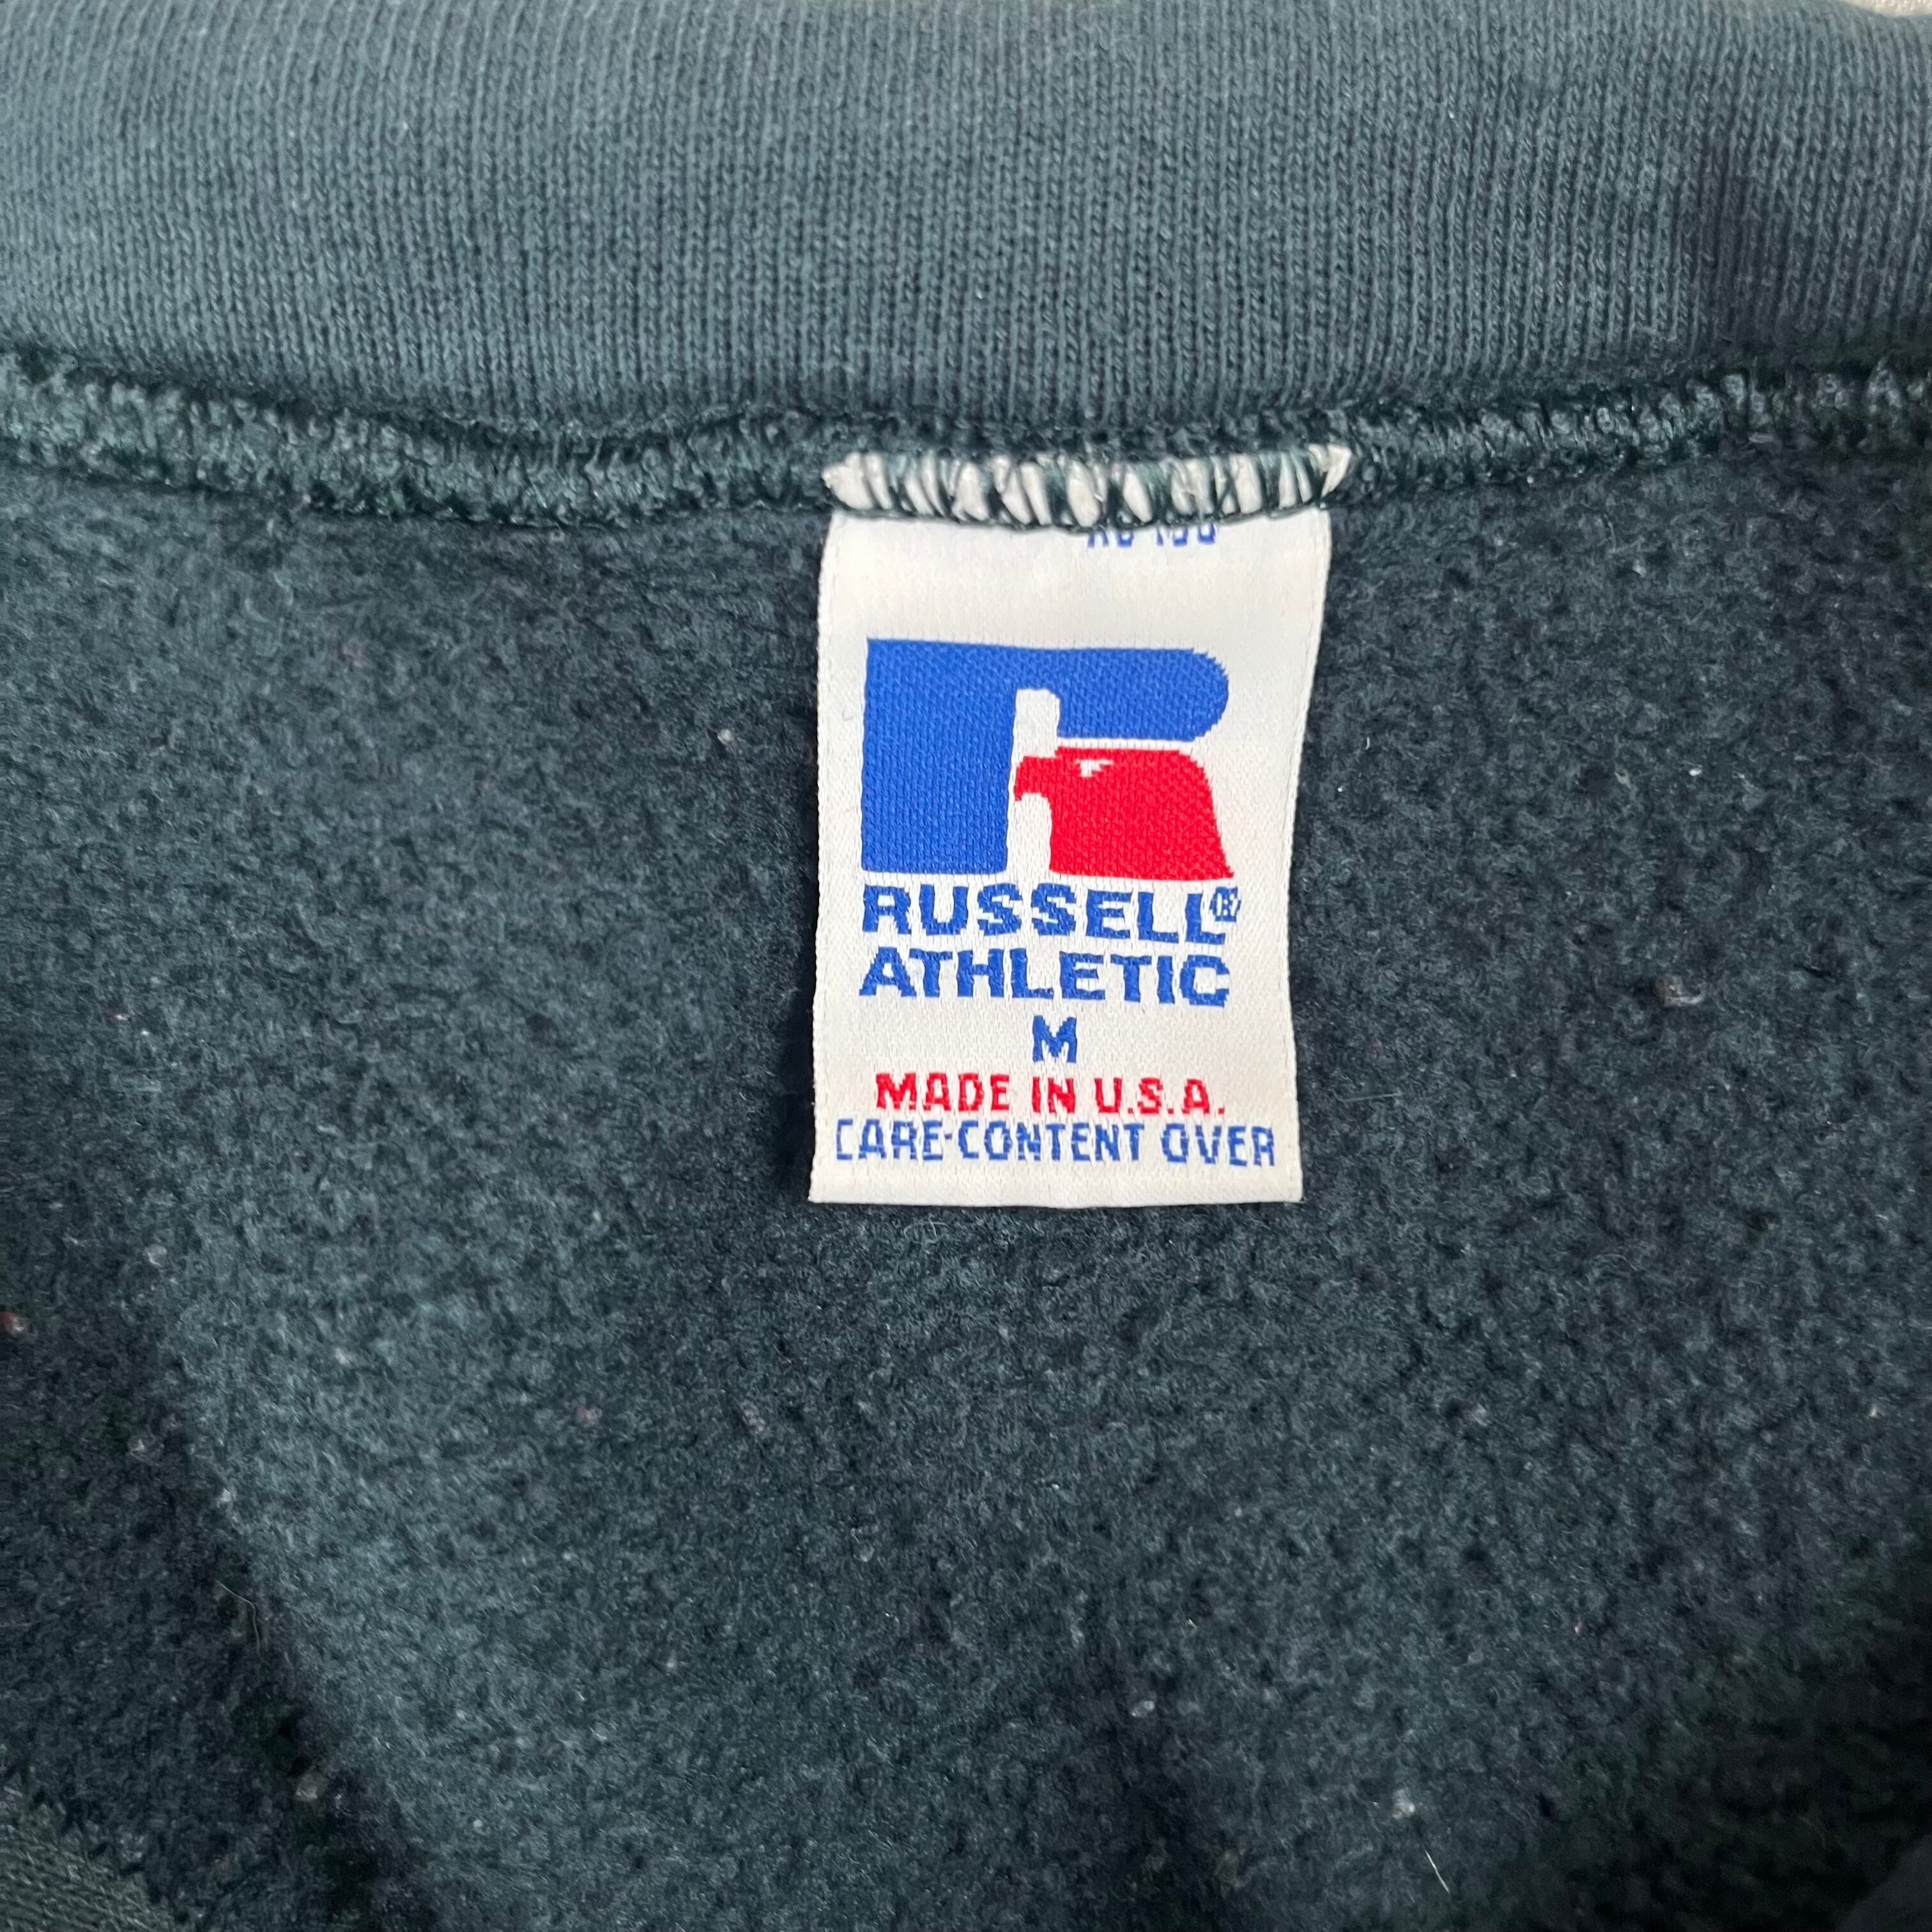 RUSSELL®
ATHLETIC
M
MADE IN U.S.A.
CARE-CONTENT OVER